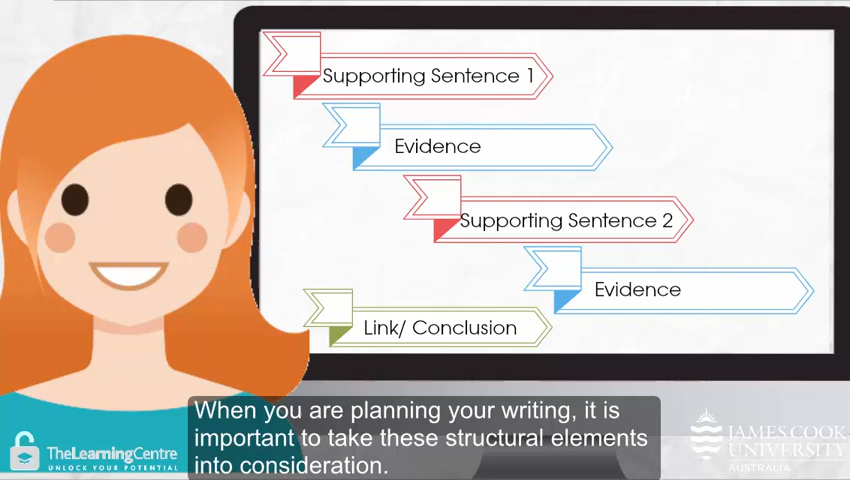 Supporting Sentence 1
Evidence
Supporting Sentence 2
Evidence
Link/ Conclusion
When you are planning your writing, it is
important to take these structural elements
into consideration.
TheLearningCentre
UNLOCK YOUR POTENTIAL
JAMES COOK
UNIVERSITY
AUSTRALIA